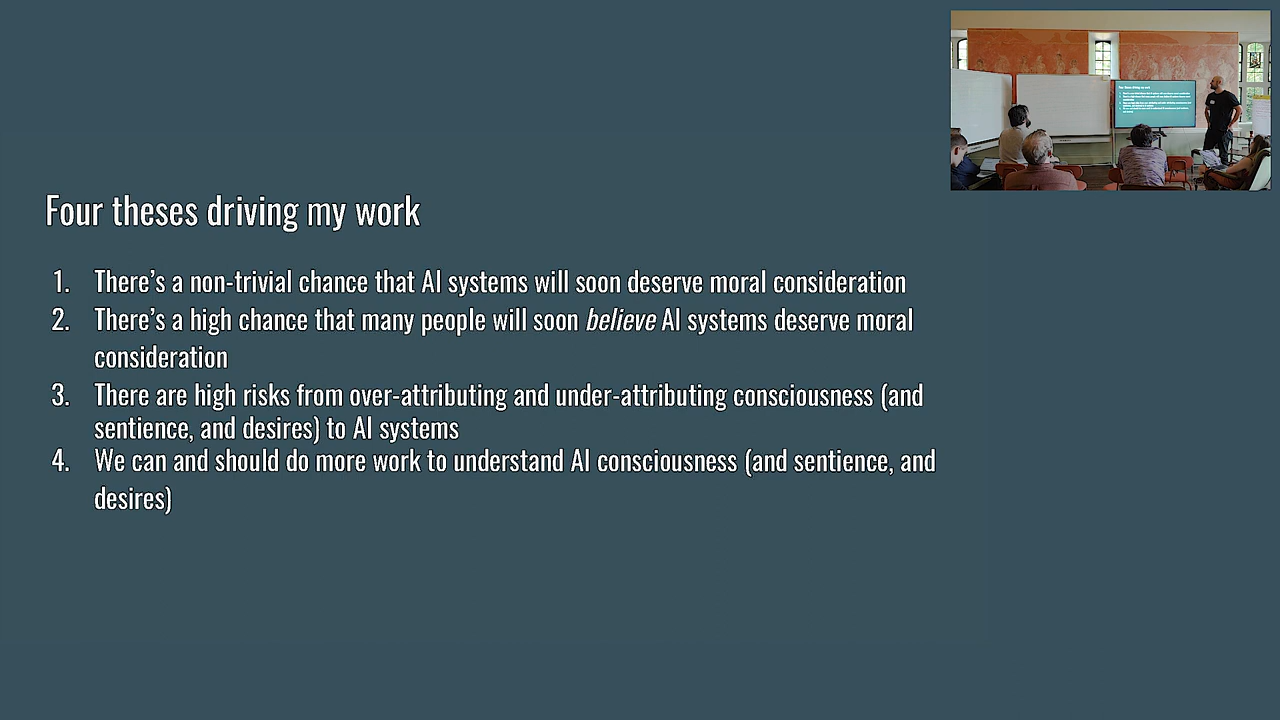 Four theses driving my work
1. There’s a non-trivial chance that AI systems will soon deserve moral consideration
2. There’s a high chance that many people will soon believe AI systems deserve moral
consideration
3. There are high risks from over-attributing and under-attributing consciousness (and
sentience, and desires) to AI systems
4. We can and should do more work to understand AI consciousness (and sentience, and
desires)